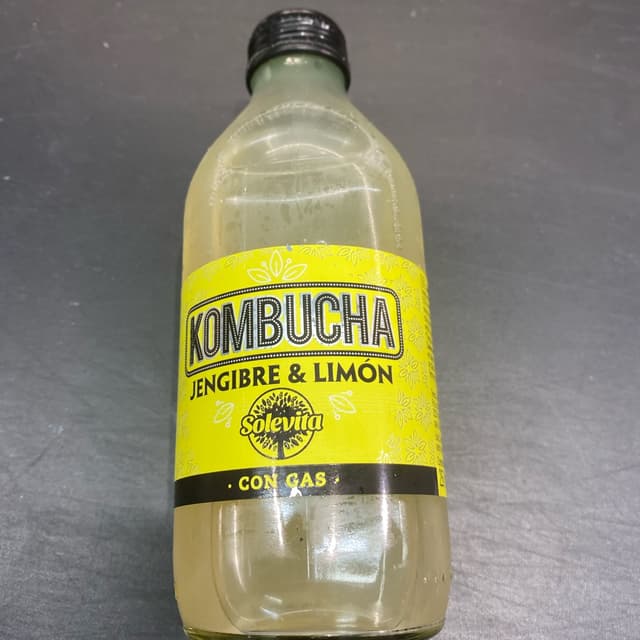 KOMBUCHA
JENGIBRE & LIMÓN
Solevita
· CON GAS ·